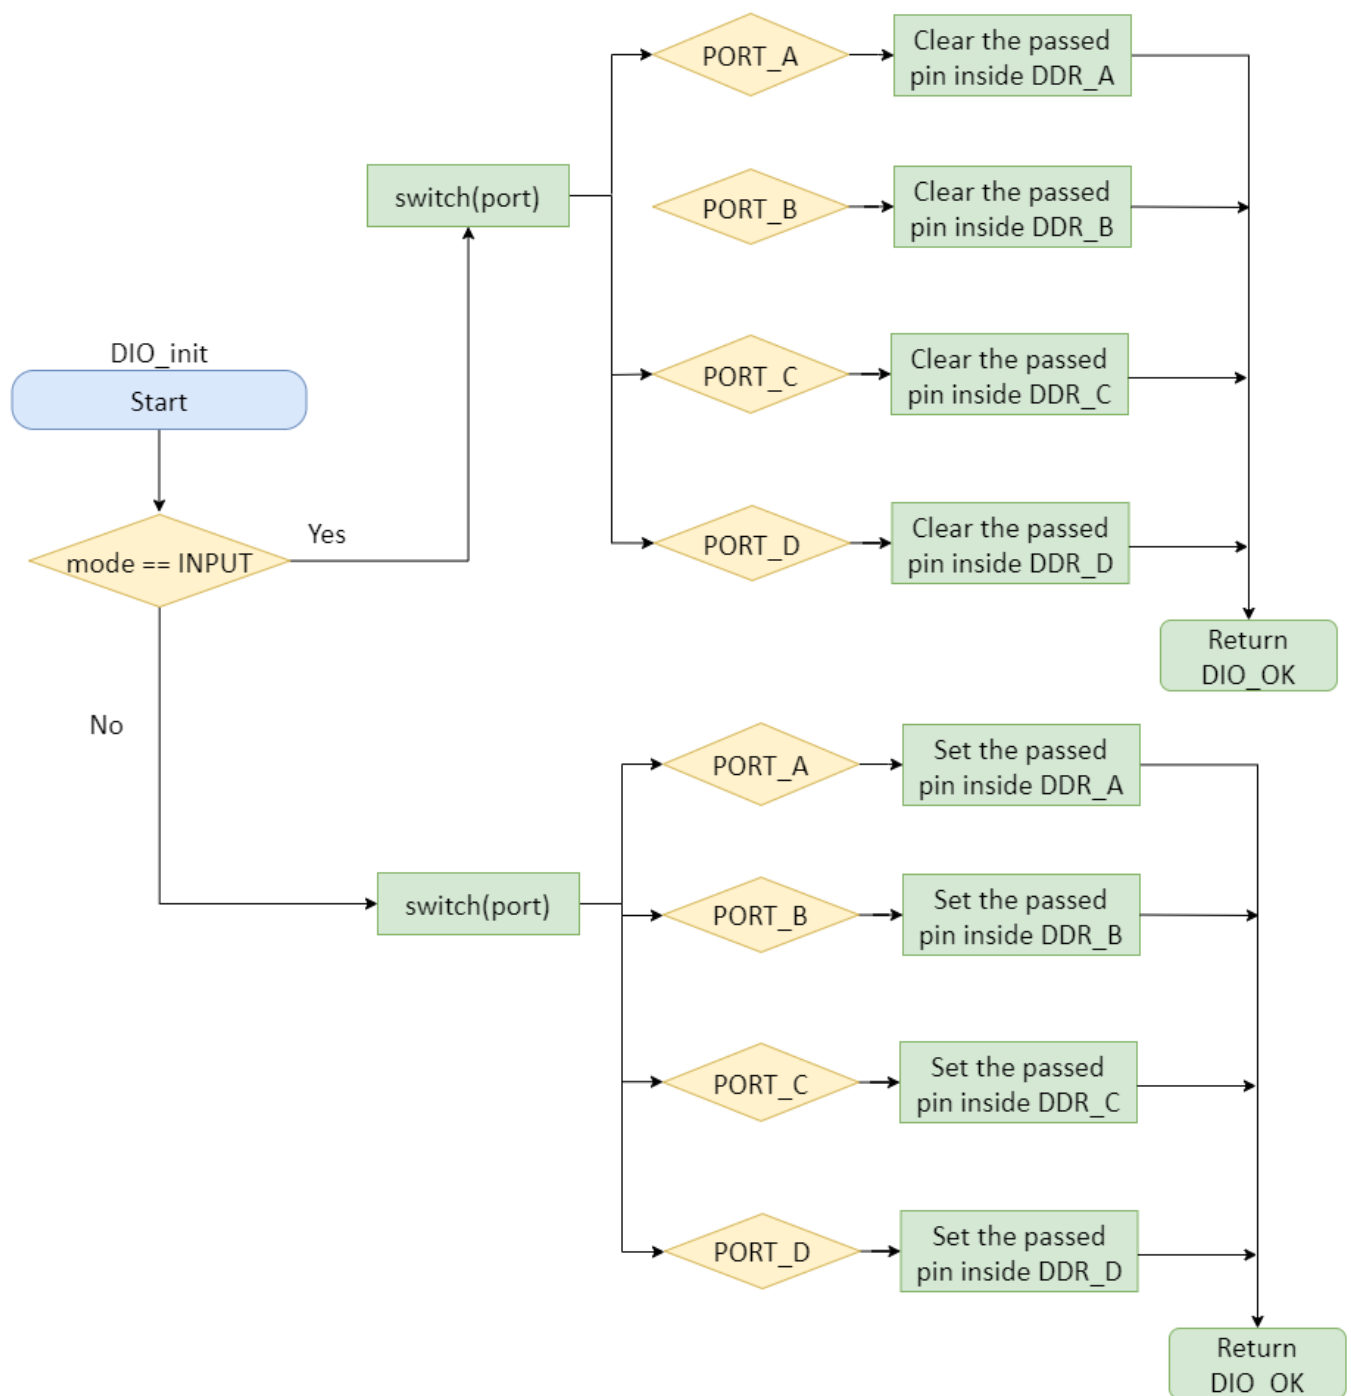 PORT_A
Clear the passed
pin inside DDR_A
switch(port)
PORT_B
Clear the passed
pin inside DDR_B
DIO_init
Start
PORT_C
Clear the passed
pin inside DDR_C
Yes
mode == INPUT
PORT_D
Clear the passed
pin inside DDR_D
Return
DIO_OK
No
PORT_A
Set the passed
pin inside DDR_A
switch(port)
PORT_B
Set the passed
pin inside DDR_B
PORT_C
Set the passed
pin inside DDR_C
PORT_D
Set the passed
pin inside DDR_D
Return
DIO_OK